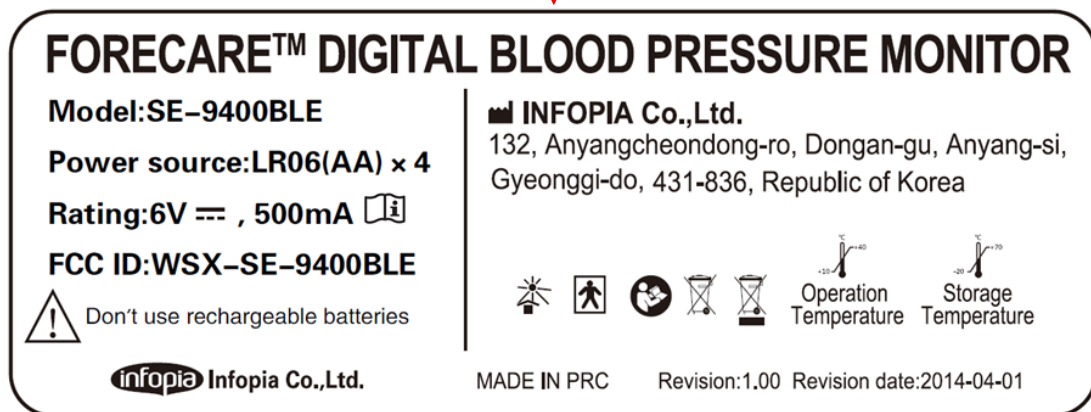 FORECARE™ DIGITAL BLOOD PRESSURE MONITOR
Model:SE–9400BLE
Power source:LR06(AA) × 4
Rating:6V ⎓ , 500mA
FCC ID:WSX–SE–9400BLE
Don't use rechargeable batteries
INFOPIA Co.,Ltd.
132, Anyangcheondong-ro, Dongan-gu, Anyang-si,
Gyeonggi-do, 431-836, Republic of Korea
°C
+40
+10
Operation
Temperature
°C
+70
-20
Storage
Temperature
infopia Infopia Co.,Ltd.
MADE IN PRC
Revision:1.00 Revision date:2014-04-01